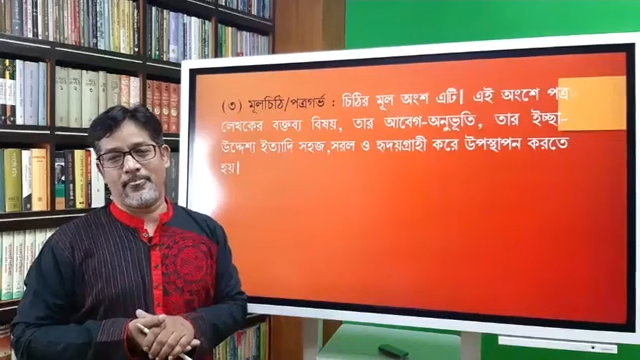 (৩) মূলচিঠি/পত্রগর্ভ : চিঠির মূল অংশ এটি। এই অংশে পত্র
লেখকের বক্তব্য বিষয়, তার আবেগ-অনুভূতি, তার ইচ্ছা-
উদ্দেশ্য ইত্যাদি সহজ,সরল ও হৃদয়গ্রাহী করে উপস্থাপন করতে
হয়।